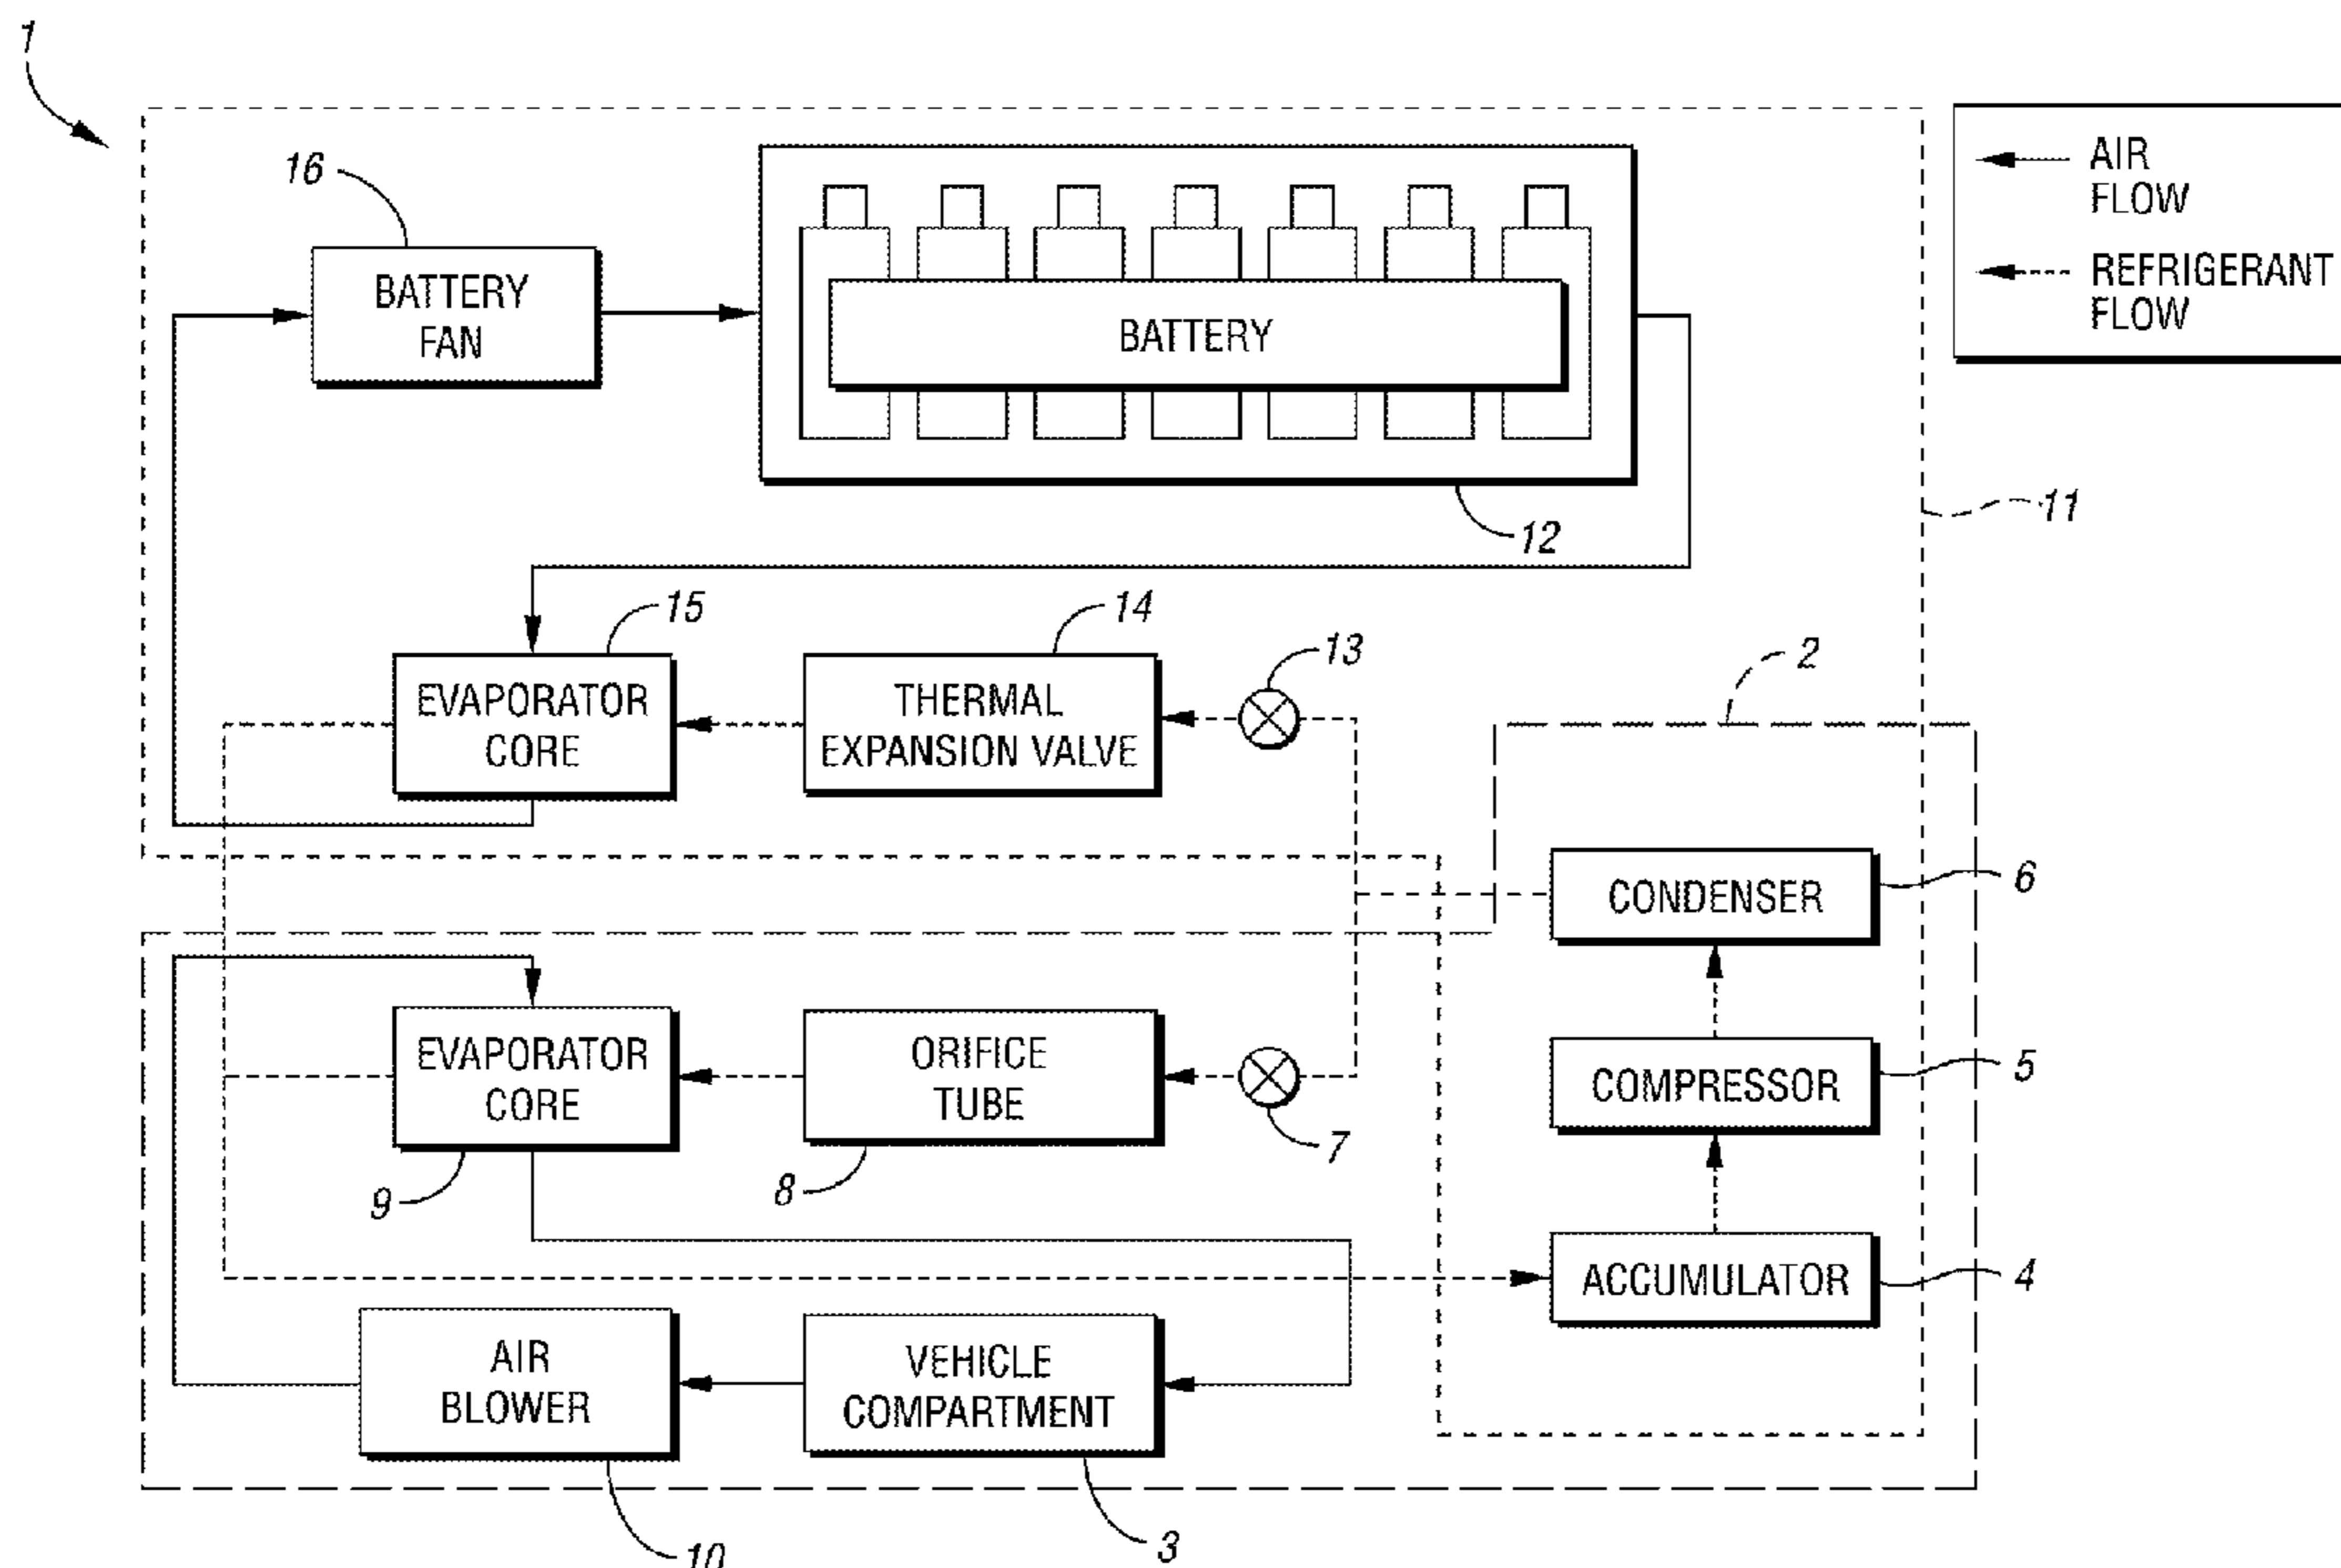 1
16
BATTERY
FAN
BATTERY
AIR
FLOW
REFRIGERANT
FLOW
11
12
15
14
13
2
EVAPORATOR
CORE
THERMAL
EXPANSION VALVE
CONDENSER
6
EVAPORATOR
CORE
ORIFICE
TUBE
COMPRESSOR
5
7
9
8
ACCUMULATOR
4
AIR
BLOWER
VEHICLE
COMPARTMENT
10
3